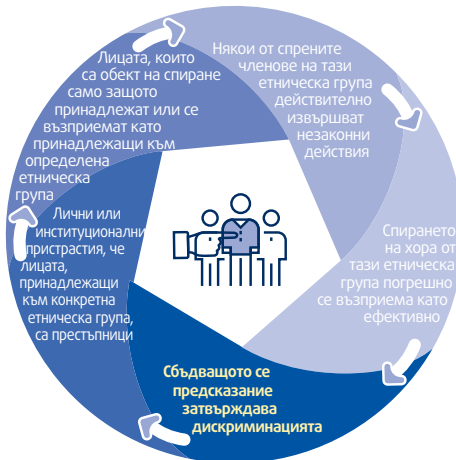 Лицата, които
са обект на спиране
само защото
принадлежат или се
възприемат като
принадлежащи към
определена
етническа
група
Някои от спрените
членове на тази
етническа група
действително
извършват
незаконни
действия
Спирането
на хора от
тази етническа
група погрешно
се възприема като
ефективно
Сбъдващото се
предсказание
затвърждава
дискриминацията
Лични или
институционални
пристрастия, че
лицата,
принадлежащи
към конкретна
етническа група,
са престъпници